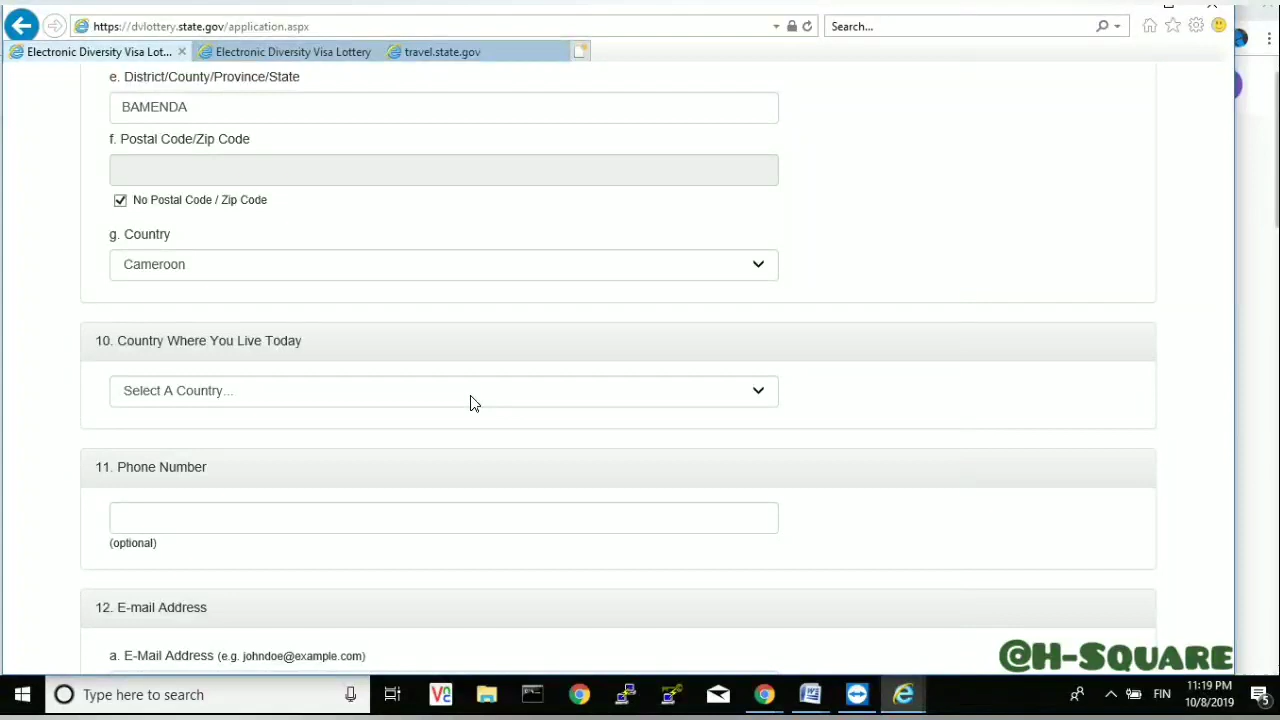 https://dvlottery.state.gov/application.aspx
Search...
Electronic Diversity Visa Lot...
Electronic Diversity Visa Lottery
travel.state.gov
e. District/County/Province/State
BAMENDA
f. Postal Code/Zip Code
No Postal Code / Zip Code
g. Country
Cameroon
10. Country Where You Live Today
Select A Country...
11. Phone Number
(optional)
12. E-mail Address
a. E-Mail Address (e.g. johndoe@example.com)
@H-SQUARE
Type here to search
FIN
11:19 PM
10/8/2019
5